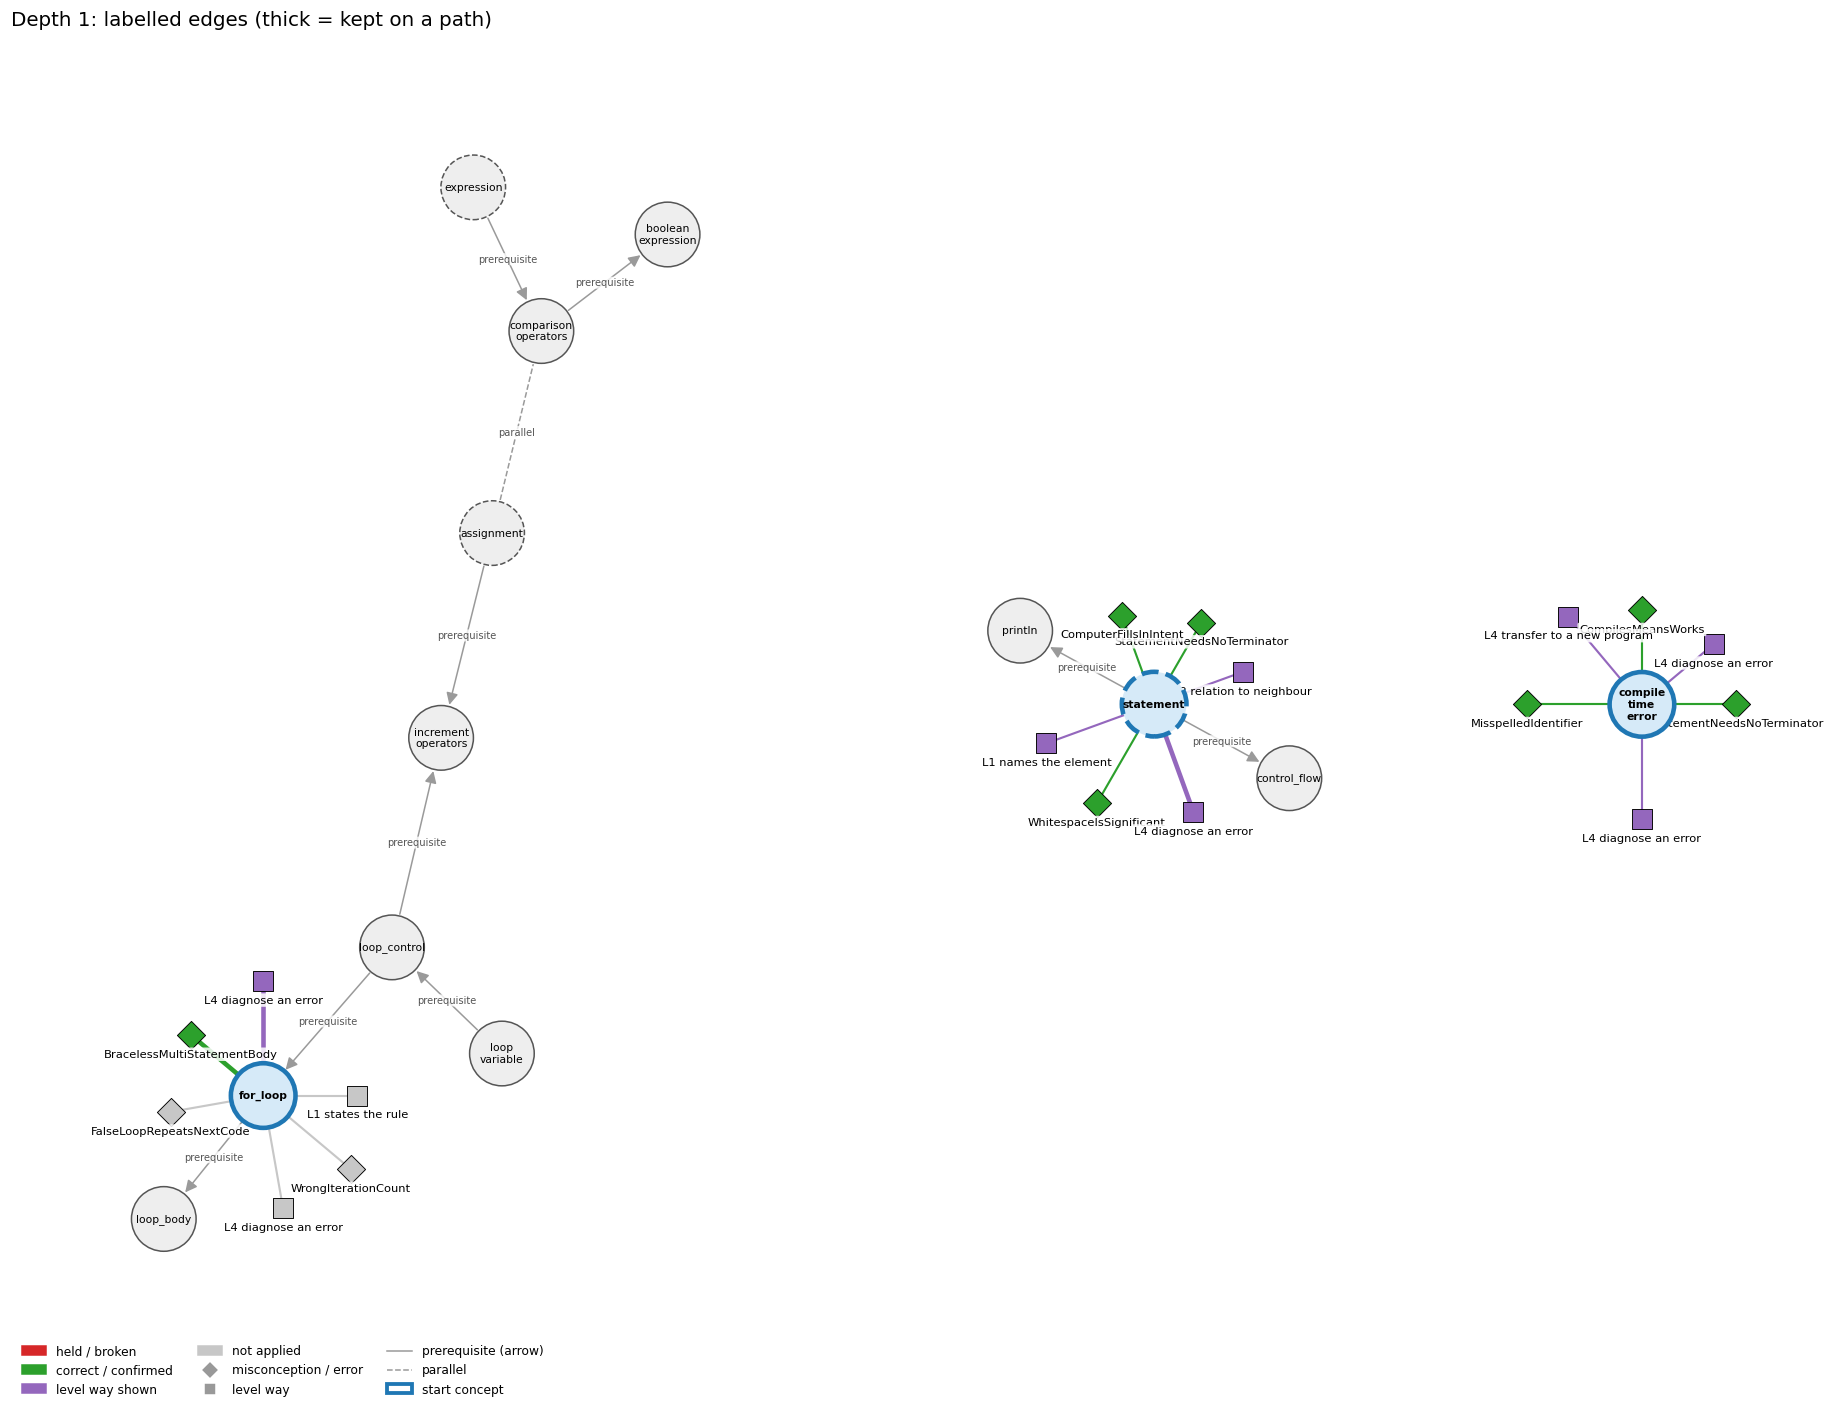 Depth 1: labelled edges (thick = kept on a path)
expression
boolean
expression
prerequisite
prerequisite
comparison
operators
parallel
assignment
prerequisite
increment
operators
prerequisite
loop_control
L4 diagnose an error
prerequisite
prerequisite
BracelessMultiStatementBody
loop
variable
for_loop
L1 states the rule
FalseLoopRepeatsNextCode
prerequisite
WrongIterationCount
loop_body
L4 diagnose an error
println
ComputerFillsInIntent
StatementNeedsNoTerminator
prerequisite
relation to neighbour
statement
prerequisite
L1 names the element
control_flow
WhitespaceIsSignificant
L4 diagnose an error
CompilesMeansWorks
L4 transfer to a new program
L4 diagnose an error
compile
time
error
MisspelledIdentifier
tementNeedsNoTerminator
L4 diagnose an error
held / broken
correct / confirmed
level way shown
not applied
misconception / error
level way
prerequisite (arrow)
parallel
start concept